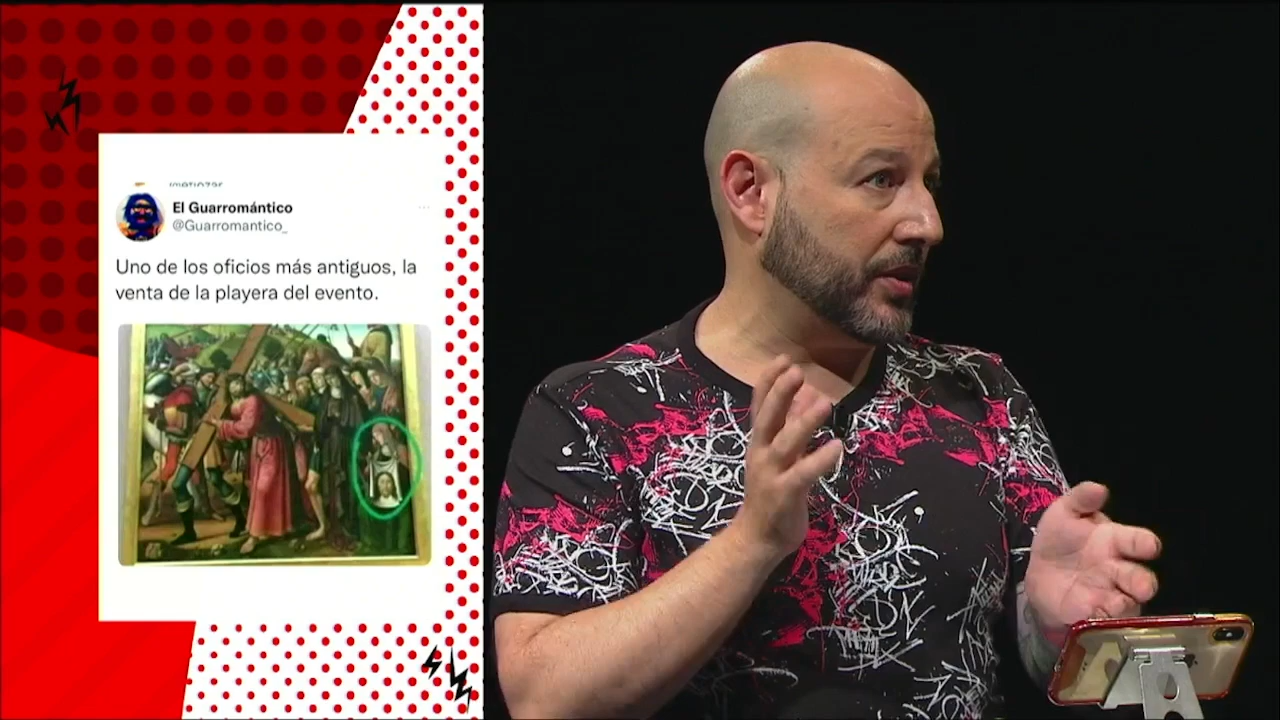 El Guarromántico
@Guarromantico_
Uno de los oficios más antiguos, la
venta de la playera del evento.